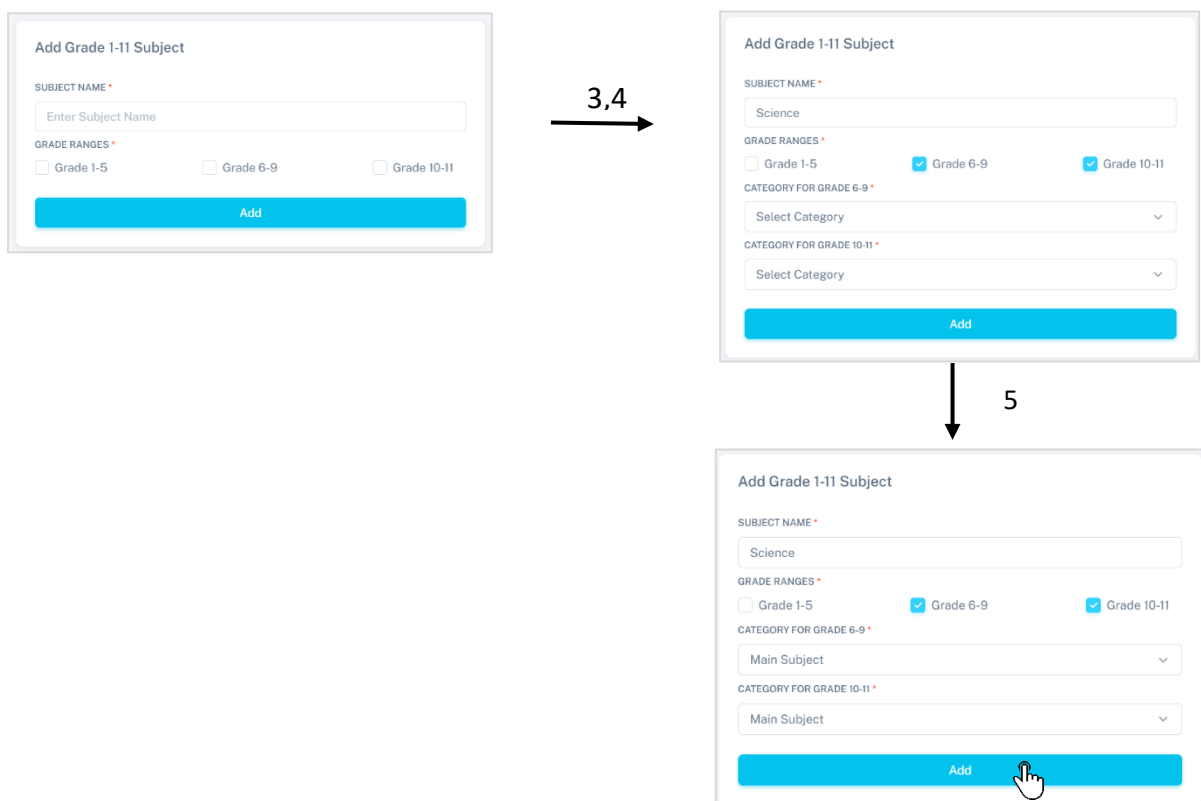 Add Grade 1-11 Subject
SUBJECT NAME *
Enter Subject Name
GRADE RANGES *
Grade 1-5 Grade 6-9 Grade 10-11
Add
3,4
Add Grade 1-11 Subject
SUBJECT NAME *
Science
GRADE RANGES *
Grade 1-5 Grade 6-9 Grade 10-11
CATEGORY FOR GRADE 6-9 *
Select Category
CATEGORY FOR GRADE 10-11 *
Select Category
Add
5
Add Grade 1-11 Subject
SUBJECT NAME *
Science
GRADE RANGES *
Grade 1-5 Grade 6-9 Grade 10-11
CATEGORY FOR GRADE 6-9 *
Main Subject
CATEGORY FOR GRADE 10-11 *
Main Subject
Add